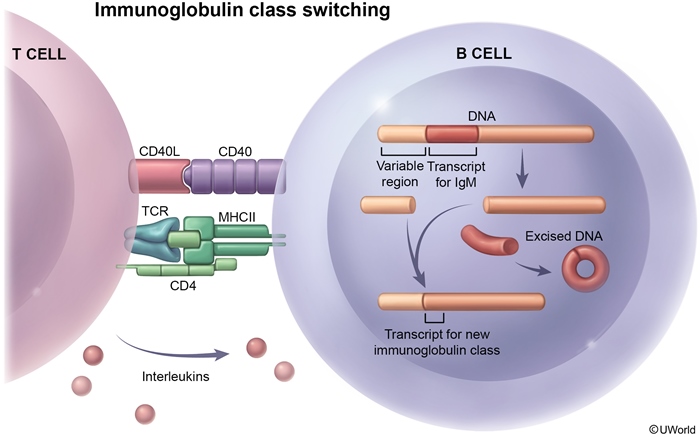 Immunoglobulin class switching
T CELL
B CELL
DNA
CD40L
CD40
Variable
region
Transcript
for IgM
TCR
MHCII
CD4
Excised DNA
Transcript for new
immunoglobulin class
Interleukins
©UWorld